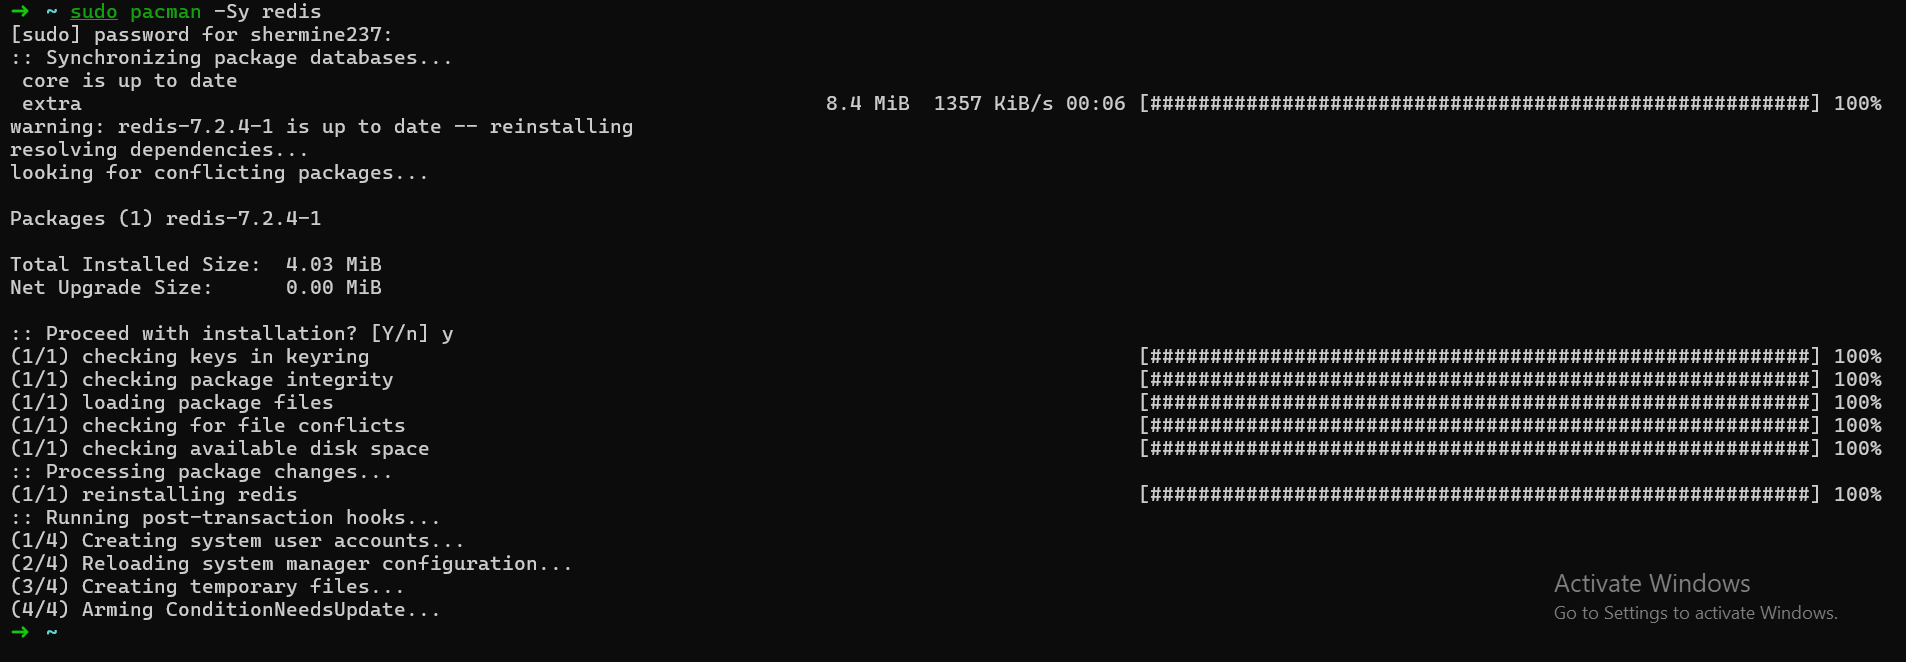 → ~ sudo pacman -Sy redis
[sudo] password for shermine237:
:: Synchronizing package databases...
 core is up to date
 extra 8.4 MiB 1357 KiB/s 00:06 [#######################################################] 100%
warning: redis-7.2.4-1 is up to date -- reinstalling
resolving dependencies...
looking for conflicting packages...

Packages (1) redis-7.2.4-1

Total Installed Size: 4.03 MiB
Net Upgrade Size: 0.00 MiB

:: Proceed with installation? [Y/n] y
(1/1) checking keys in keyring [#######################################################] 100%
(1/1) checking package integrity [#######################################################] 100%
(1/1) loading package files [#######################################################] 100%
(1/1) checking for file conflicts [#######################################################] 100%
(1/1) checking available disk space [#######################################################] 100%
:: Processing package changes...
(1/1) reinstalling redis [#######################################################] 100%
:: Running post-transaction hooks...
(1/4) Creating system user accounts...
(2/4) Reloading system manager configuration...
(3/4) Creating temporary files...
(4/4) Arming ConditionNeedsUpdate...
→ ~
Activate Windows
Go to Settings to activate Windows.